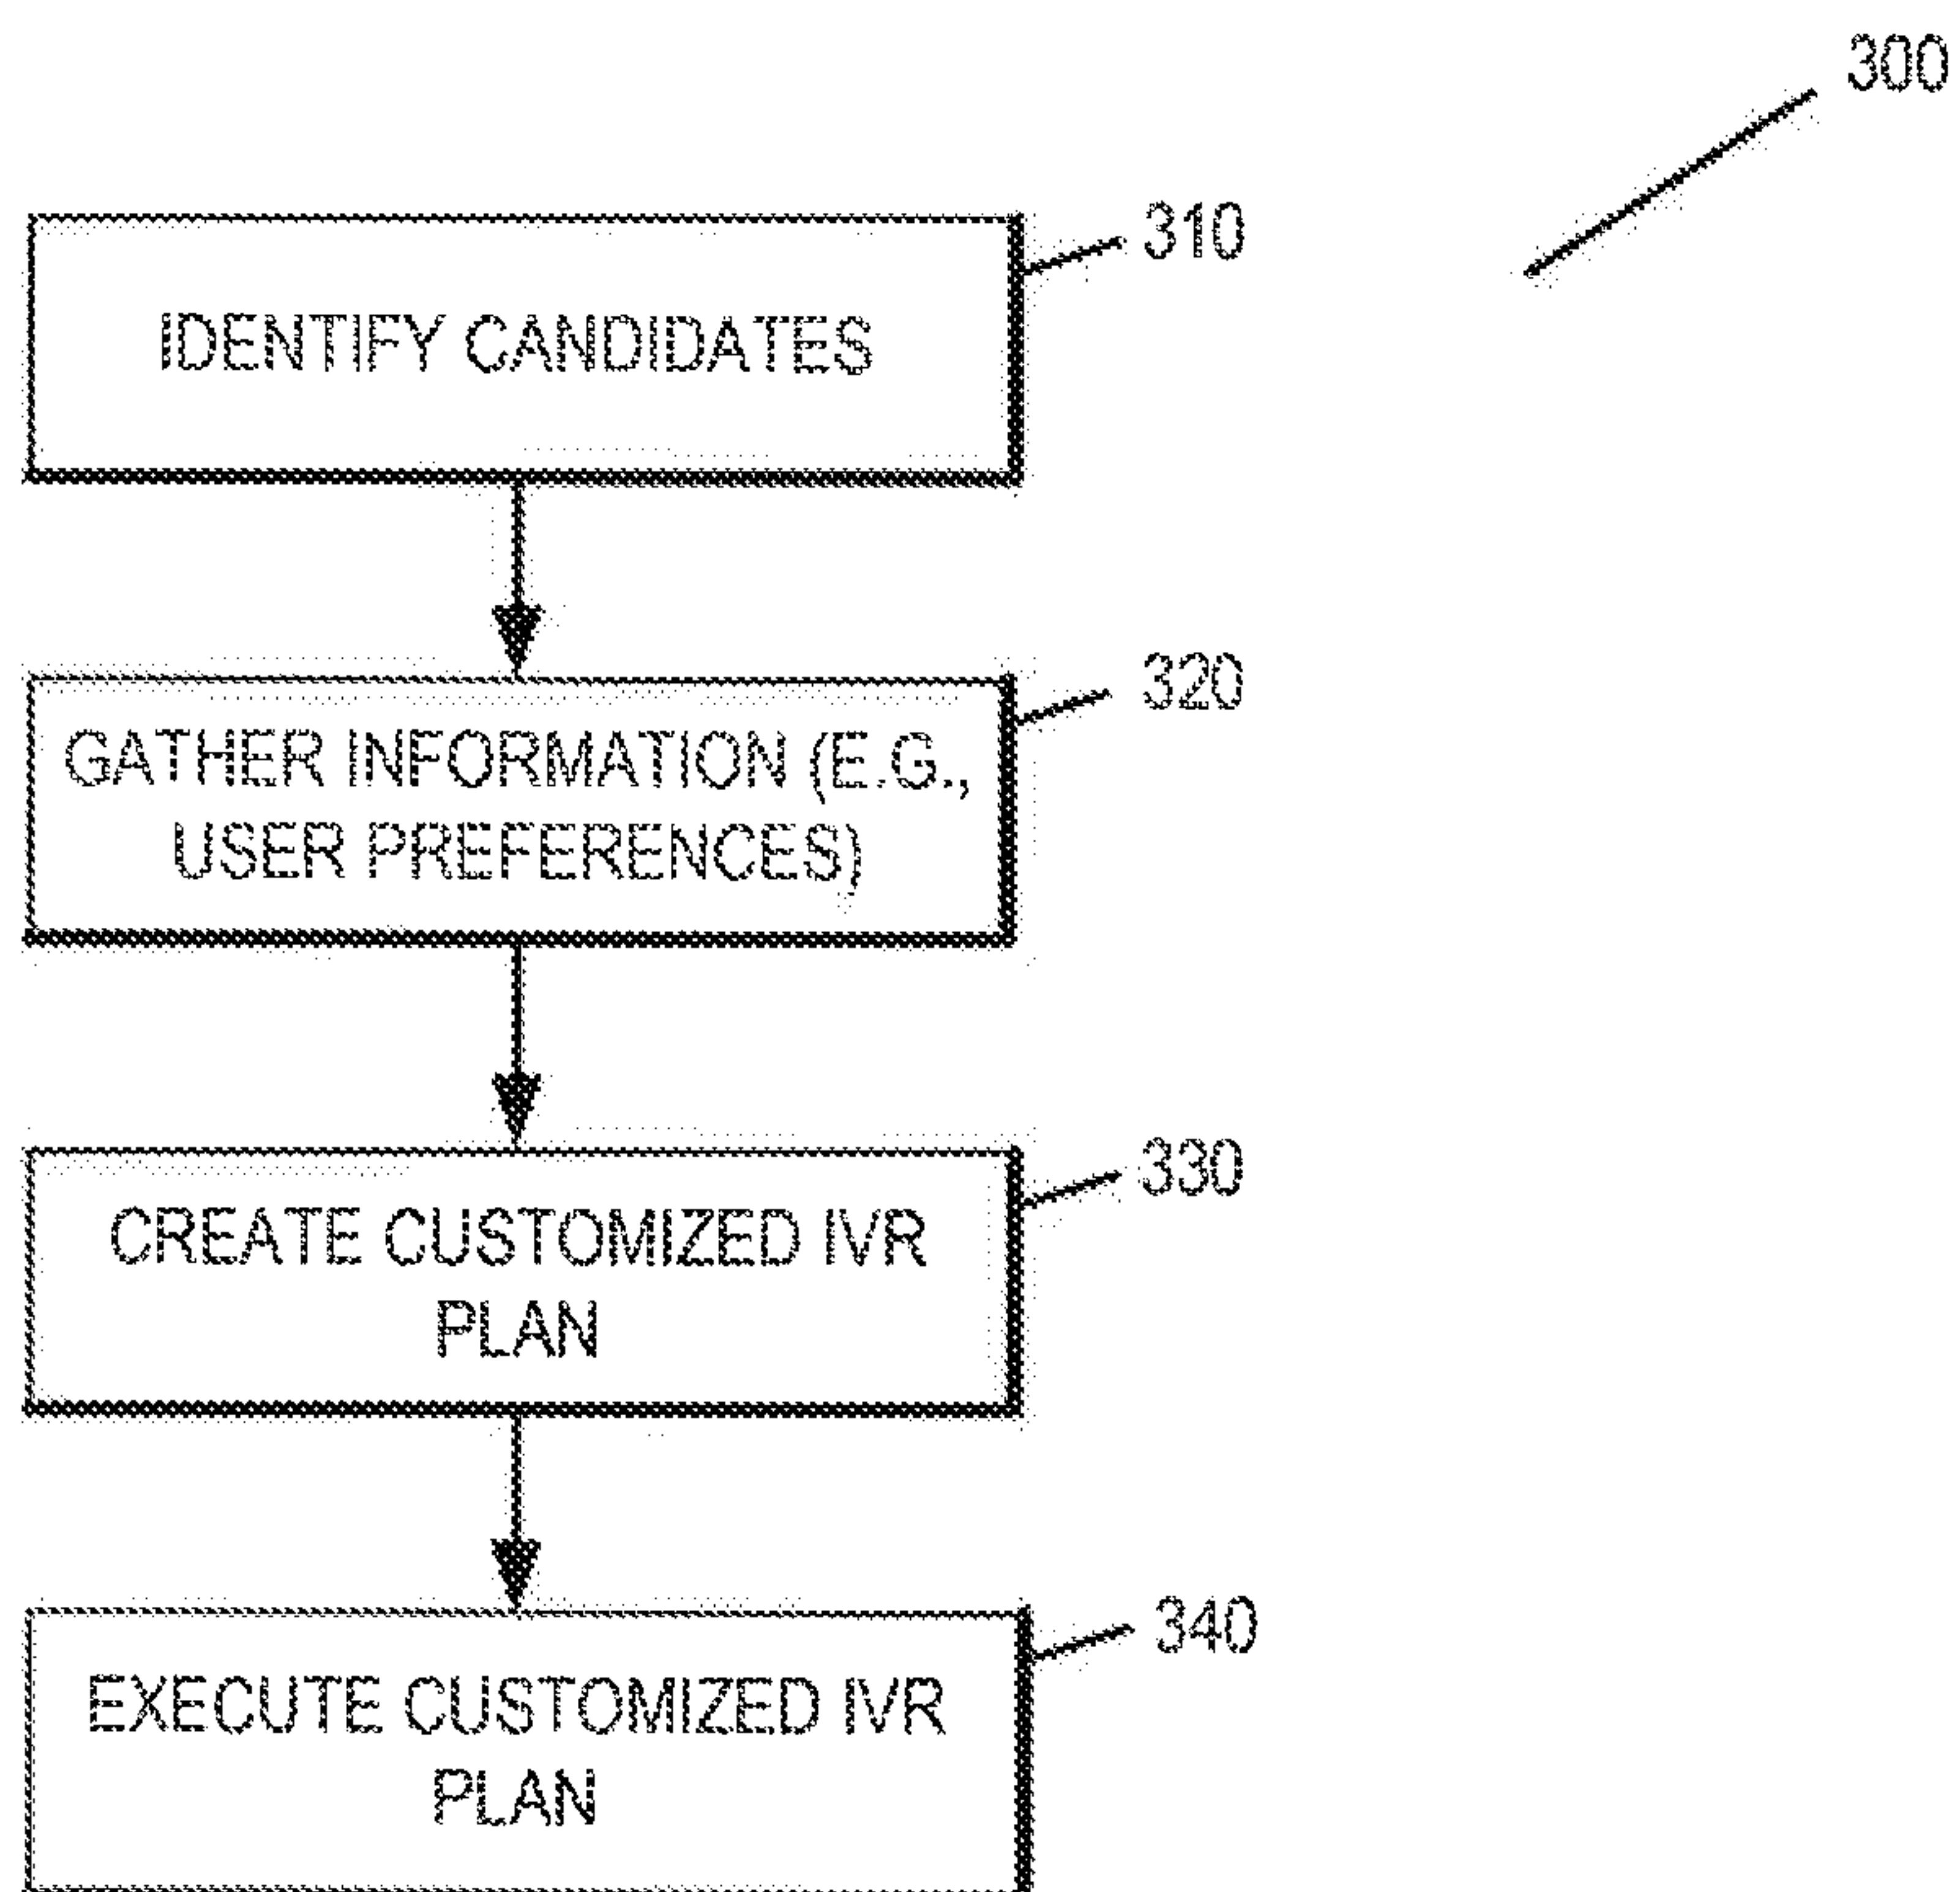 300
310
IDENTIFY CANDIDATES
320
GATHER INFORMATION (E.G.,
USER PREFERENCES)
330
CREATE CUSTOMIZED IVR
PLAN
340
EXECUTE CUSTOMIZED IVR
PLAN